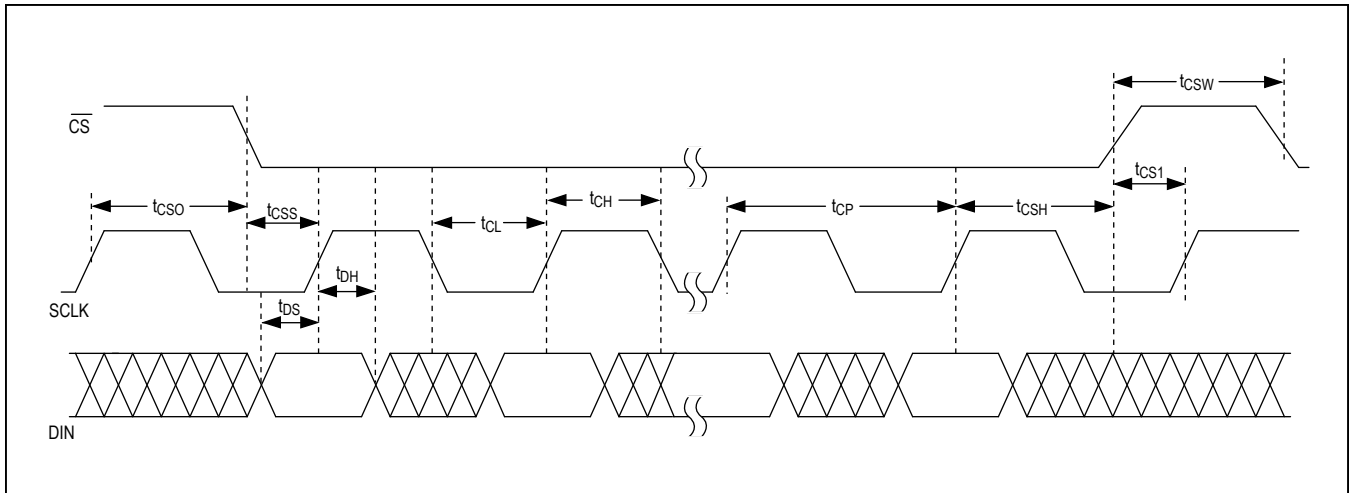 tCSW
CS
tCS1
tCSO
tCSS
tCL
tCH
tCP
tCSH
tDH
SCLK
tDS
DIN